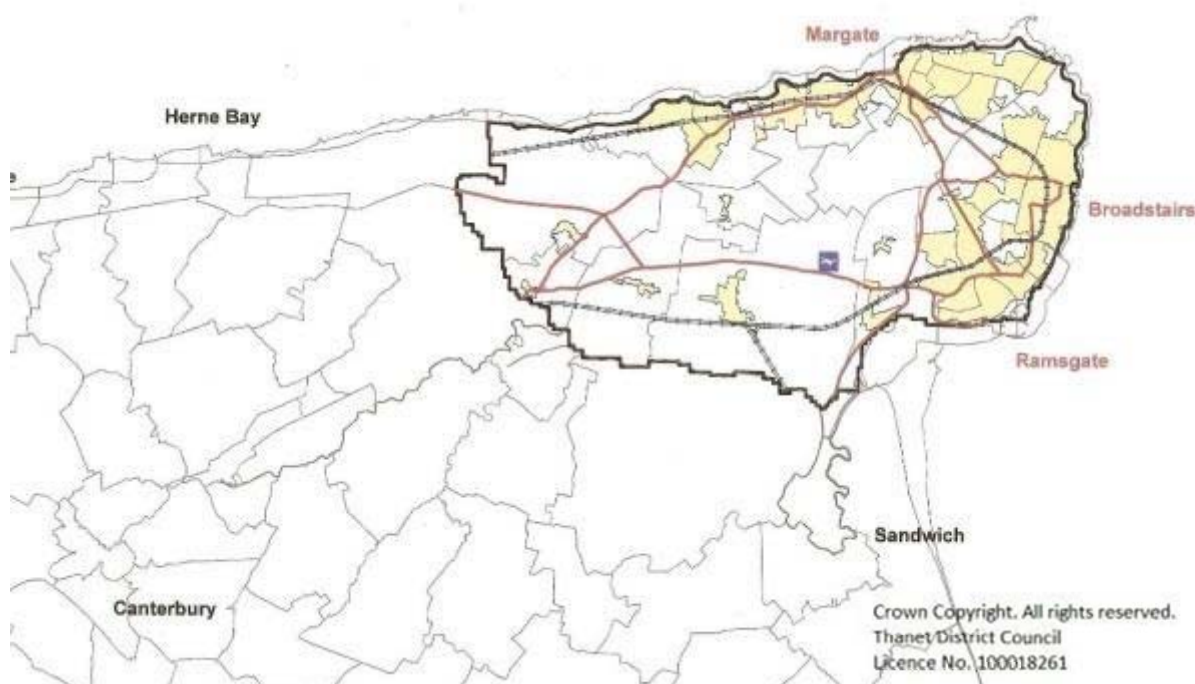 Margate
Herne Bay
Broadstairs
Ramsgate
Sandwich
Canterbury
Crown Copyright. All rights reserved.
Thanet District Council
Licence No. 100018261